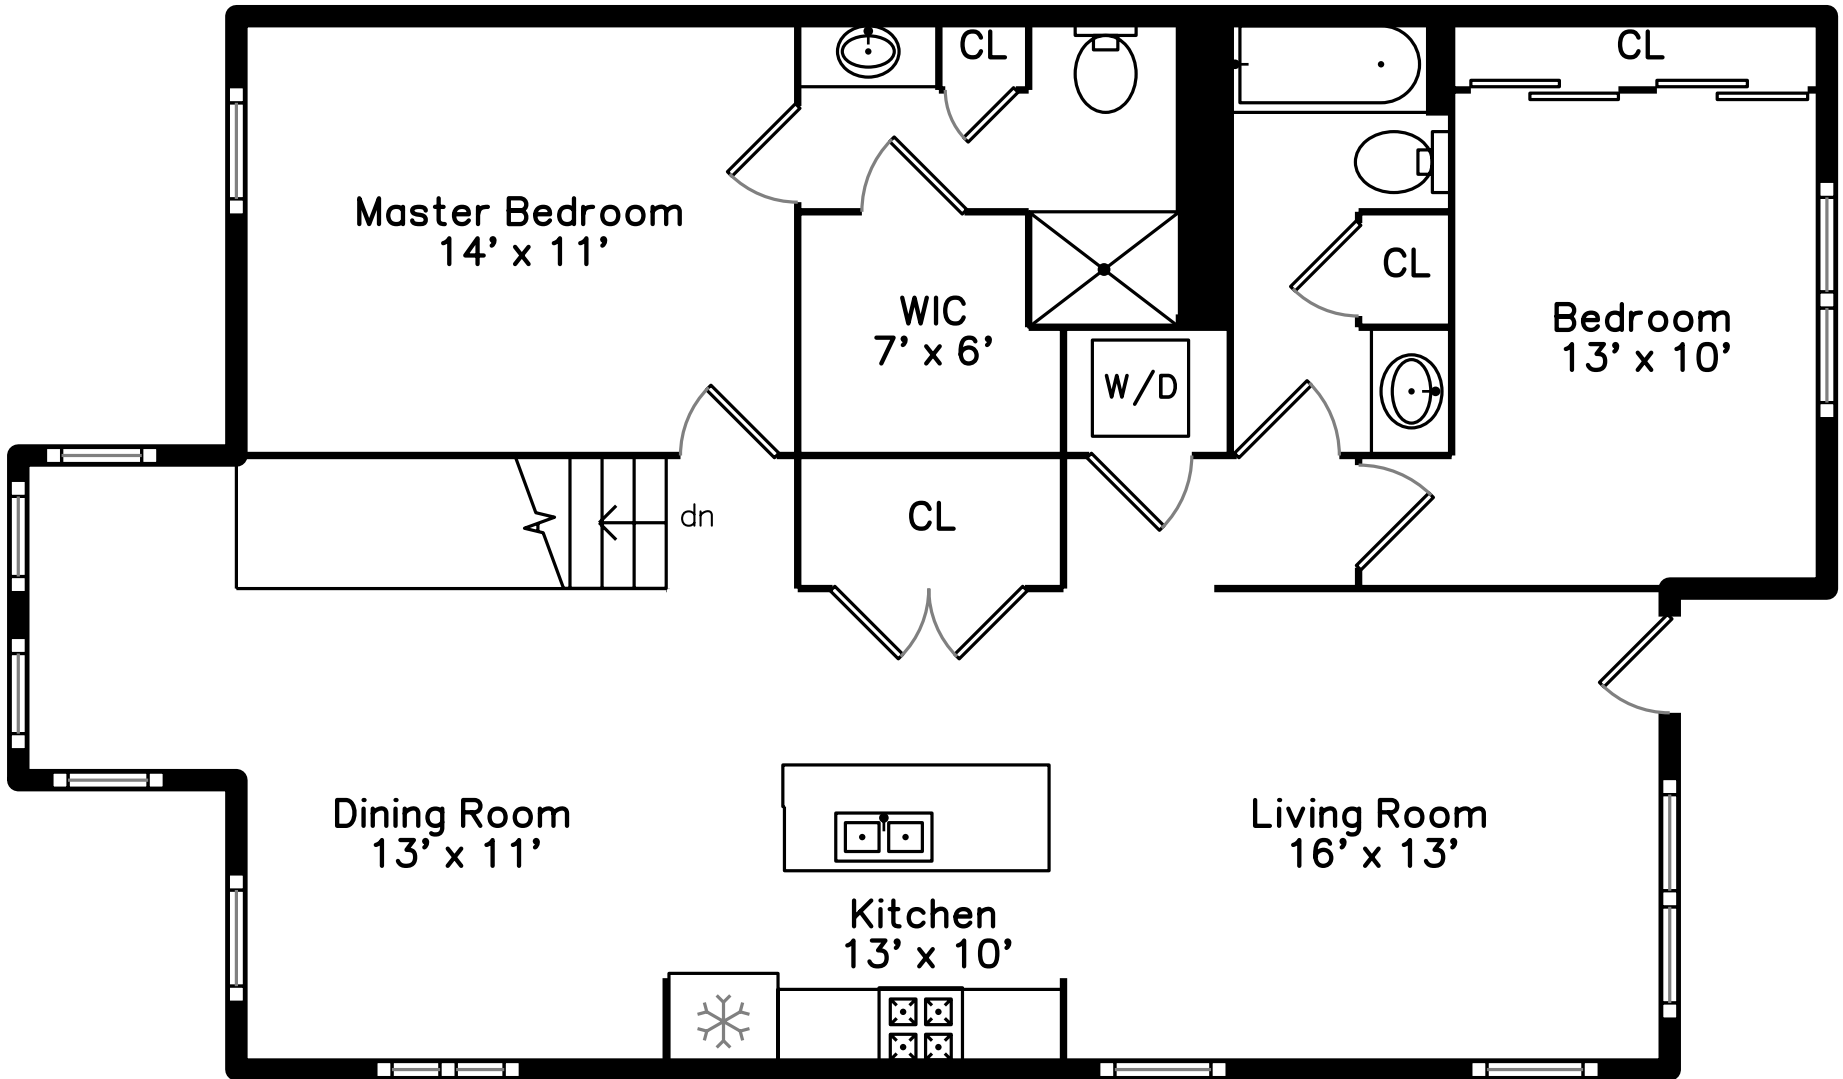 CL
CL
Master Bedroom
14' x 11'
CL
WIC
7' x 6'
Bedroom
13' x 10'
W/D
CL
dn
Dining Room
13' x 11'
Living Room
16' x 13'
Kitchen
13' x 10'